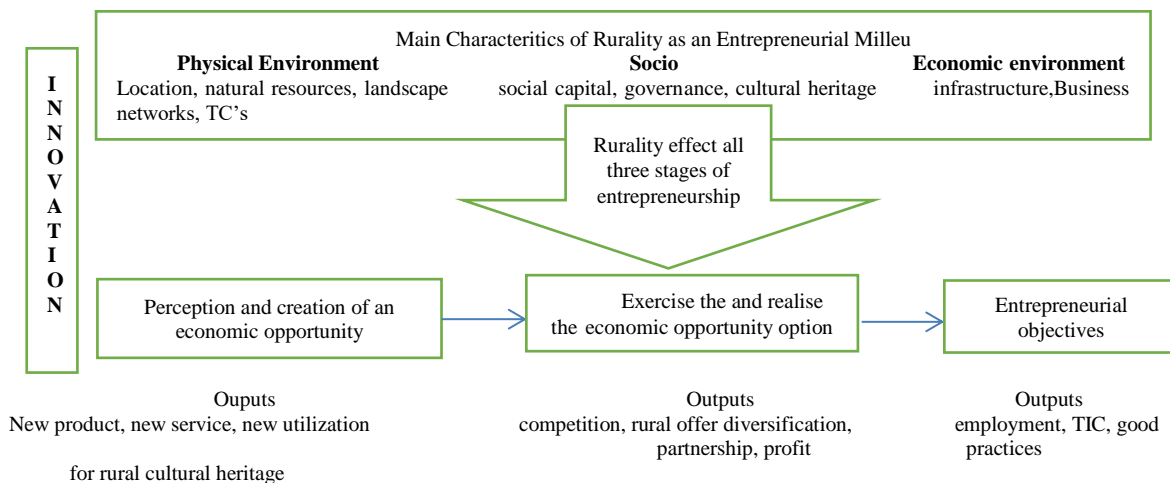 I
N
N
O
V
A
T
I
O
N
Main Charateritics of Rurality as an Entrepreneurial Milleu
Physical Environment Socio Economic environment
Location, natural resources, landscape social capital, governance, cultural heritage infrastructure,Business
networks, TC's
Rurality effect all
three stages of
entrepreneurship
Perception and creation of an
economic opportunity
Exercise the and realise
the economic opportunity option
Entrepreneurial
objectives
Ouputs
New product, new service, new utilization
for rural cultural heritage
Outputs
competition, rural offer diversification,
partnership, profit
Outputs
employment, TIC, good
practices